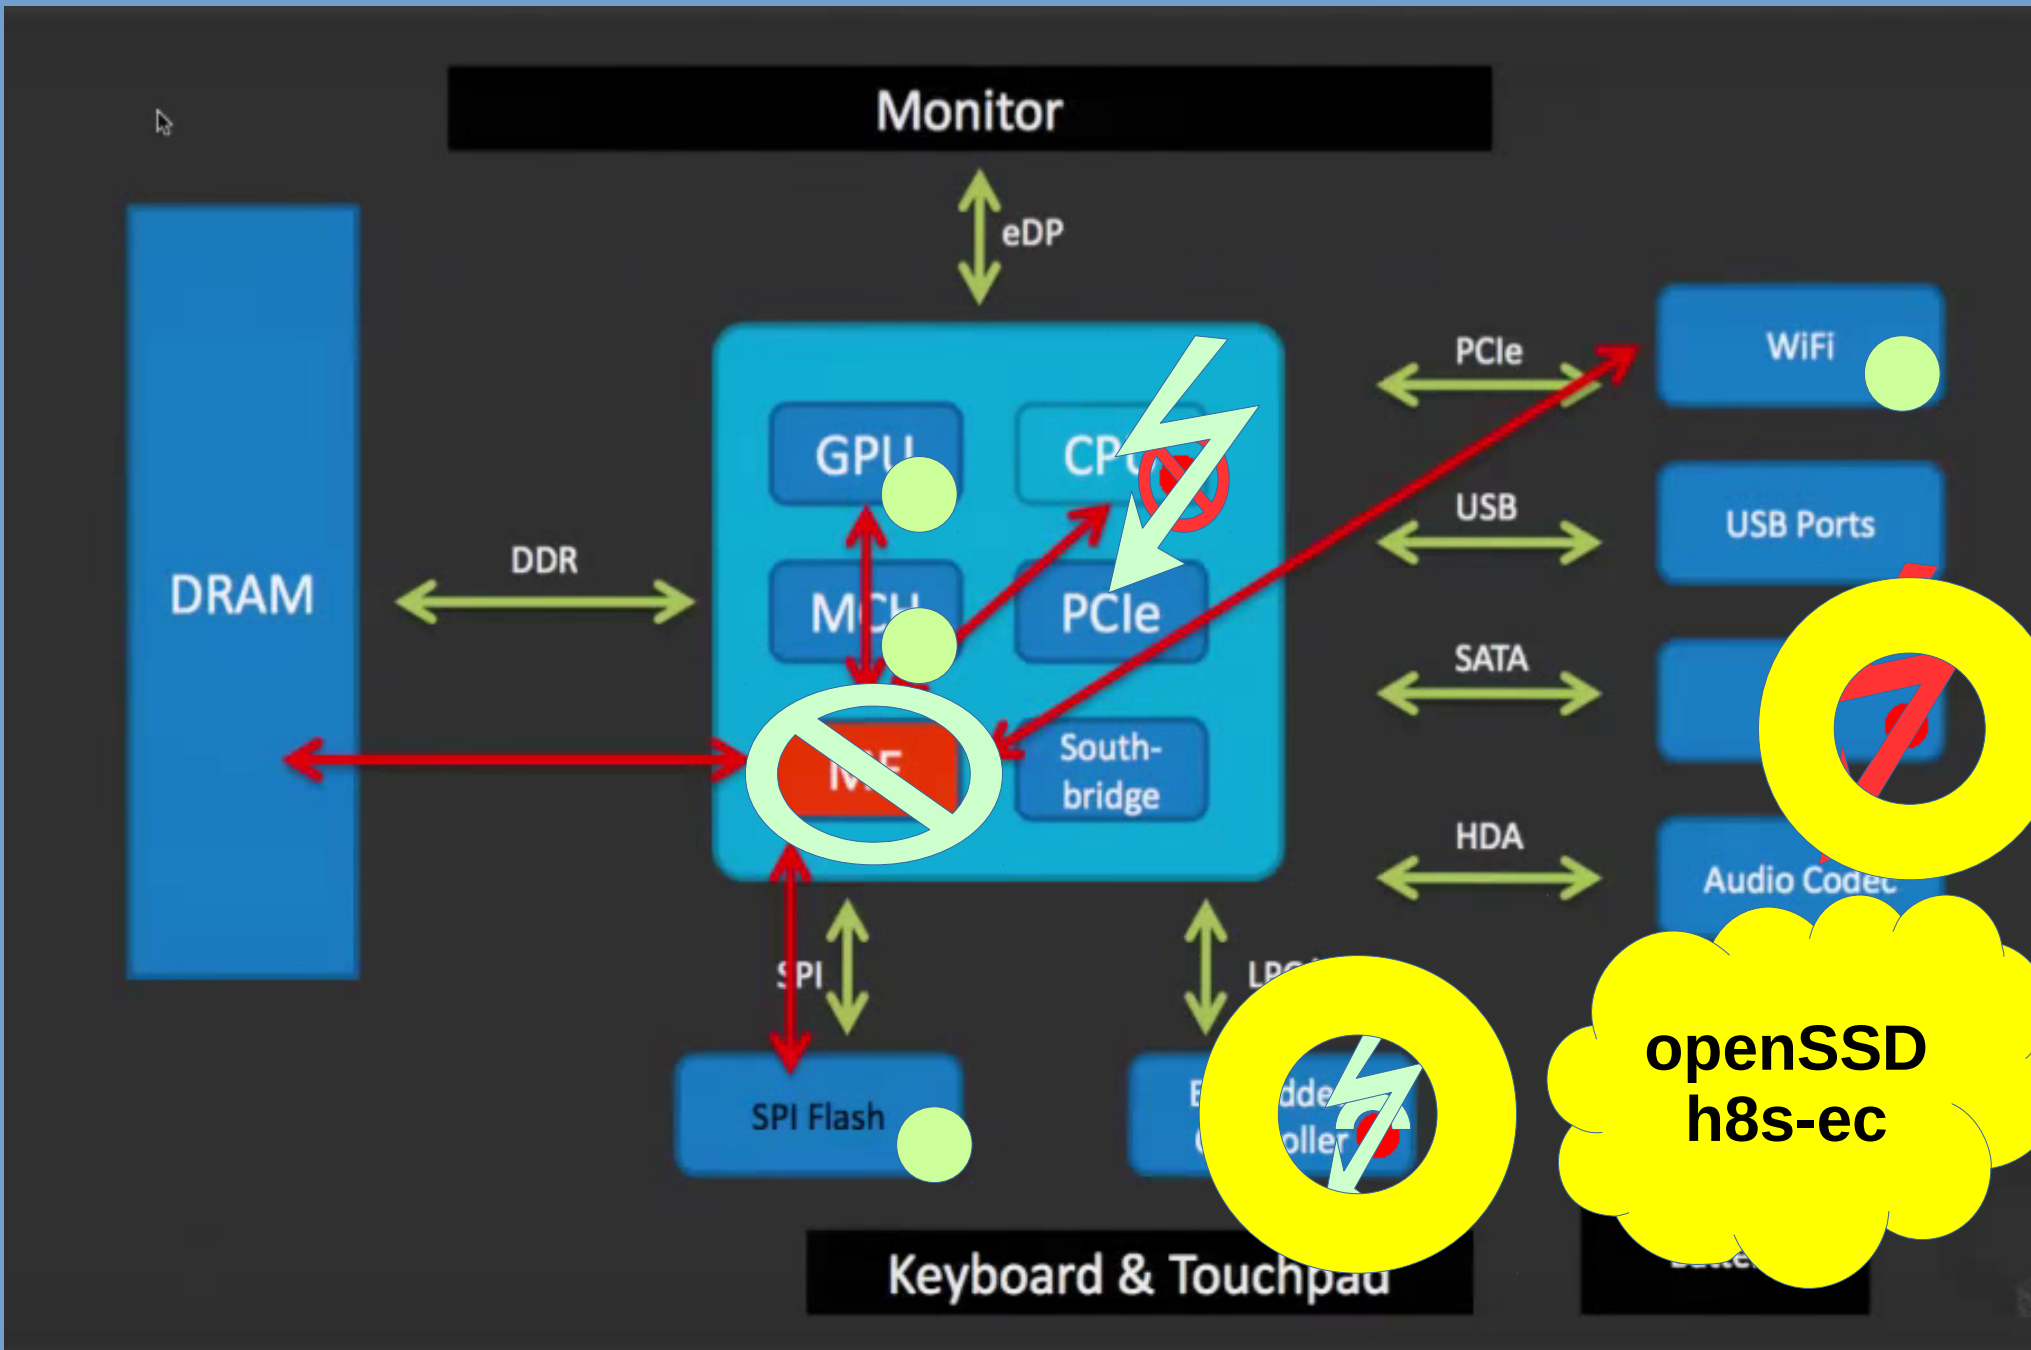 Monitor
eDP
DRAM
DDR
GPU
MCH
PCIe
South-
bridge
PCIe
WiFi
USB
USB Ports
SATA
HDA
Audio Codec
SPI
SPI Flash
openSSD
h8s-ec
Keyboard & Touchpad